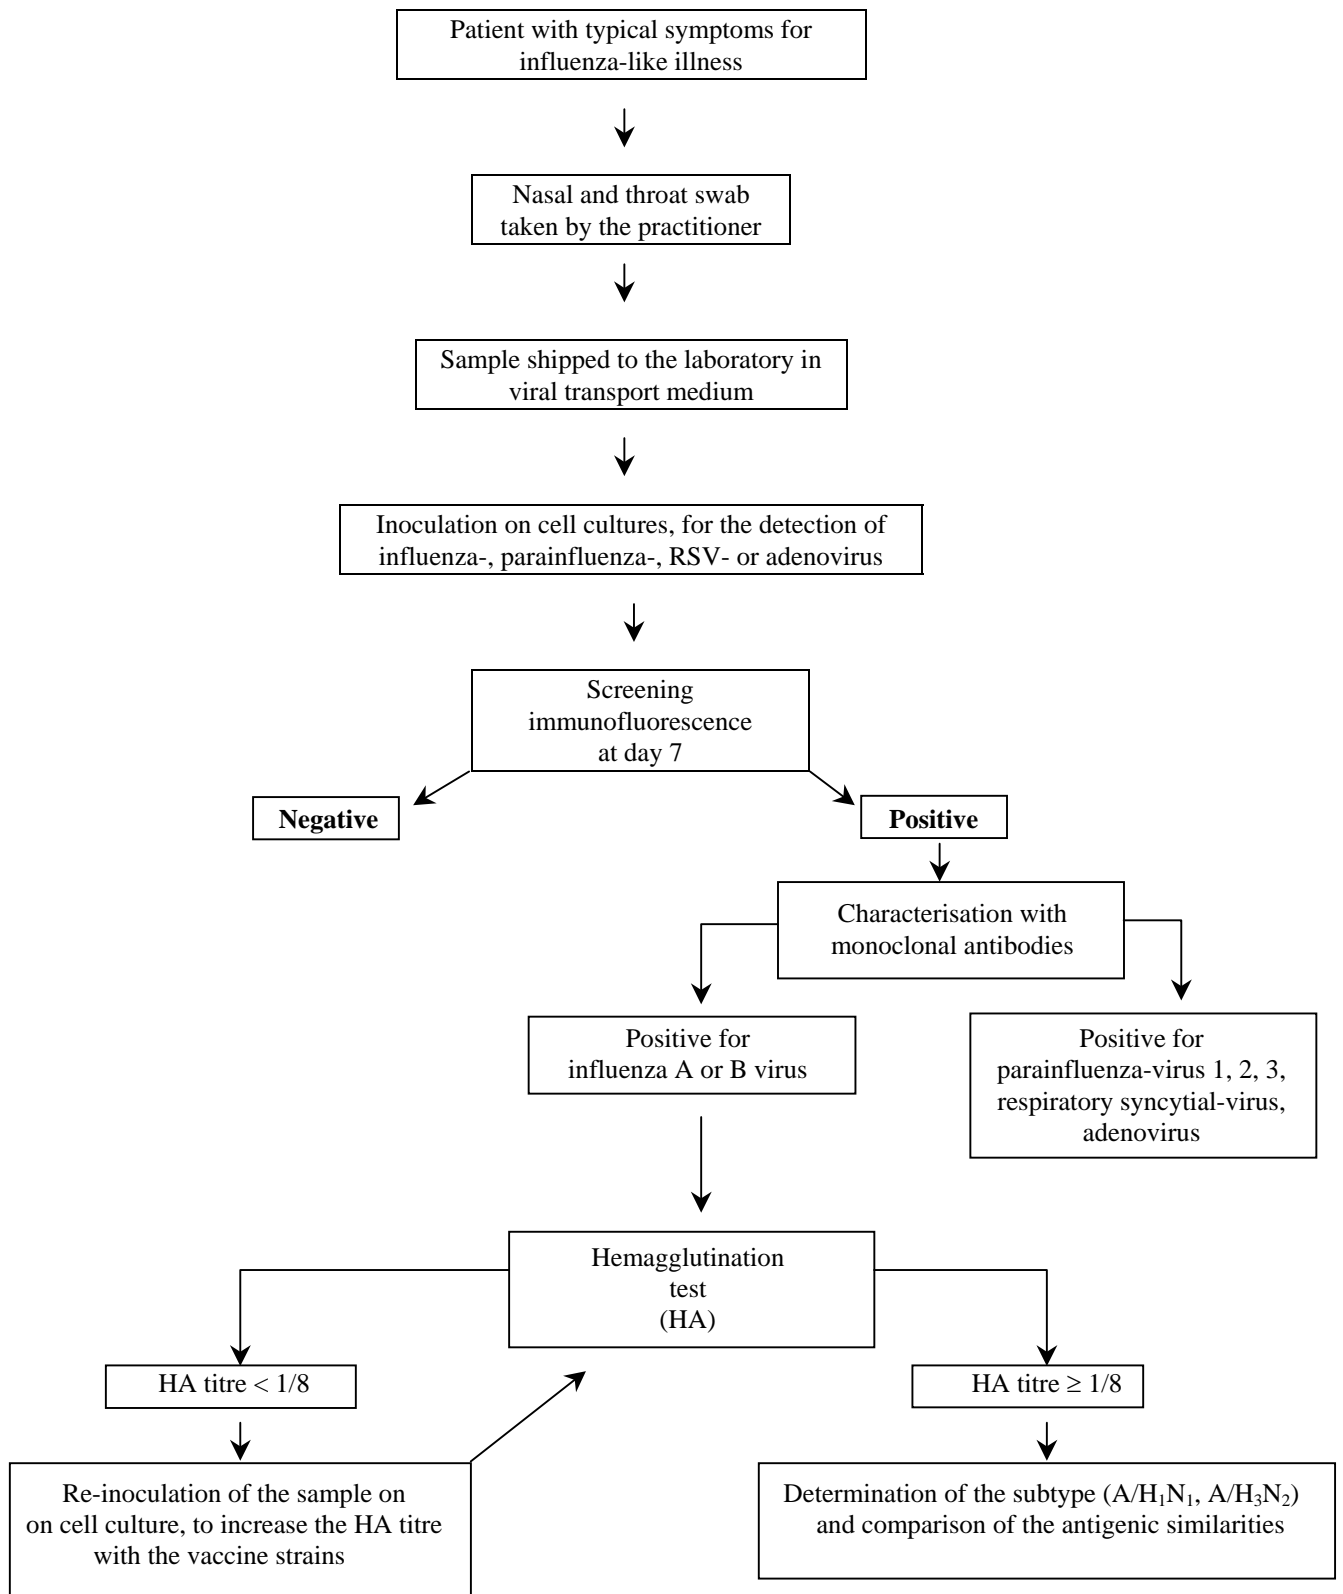 Patient with typical symptoms for
influenza-like illness
Nasal and throat swab
taken by the practitioner
Sample shipped to the laboratory in
viral transport medium
Inoculation on cell cultures, for the detection of
influenza-, parainfluenza-, RSV- or adenovirus
Screening
immunofluorescence
at day 7
Negative
Positive
Characterisation with
monoclonal antibodies
Positive for
influenza A or B virus
Positive for
parainfluenza-virus 1, 2, 3,
respiratory syncytial-virus,
adenovirus
Hemagglutination
test
(HA)
HA titre < 1/8
HA titre ≥ 1/8
Re-inoculation of the sample on
on cell culture, to increase the HA titre
with the vaccine strains
Determination of the subtype (A/H₁N₁, A/H₃N₂)
and comparison of the antigenic similarities